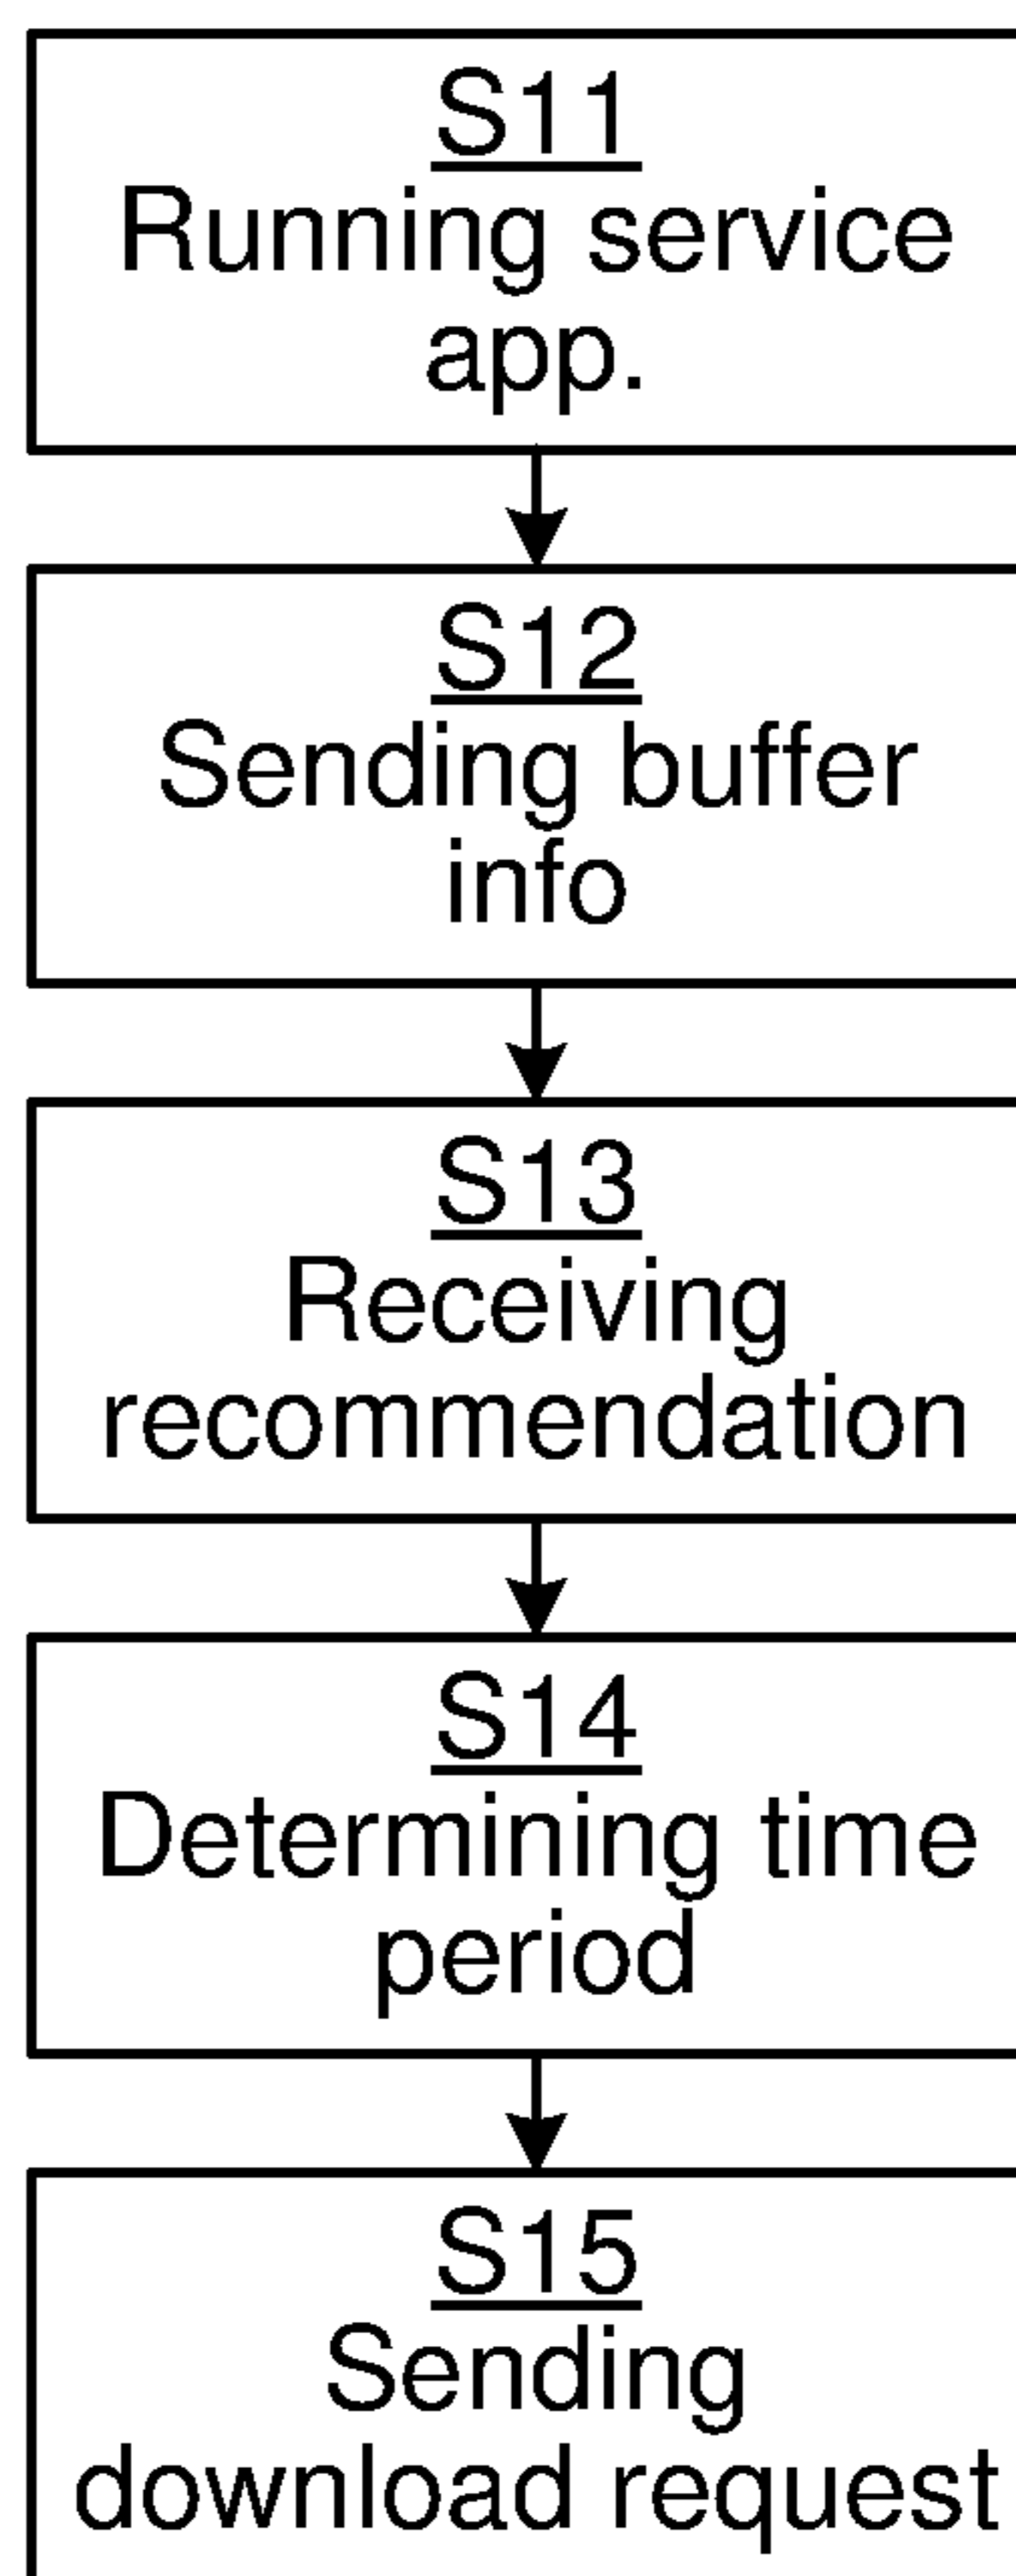 S11
Running service
app.
S12
Sending buffer
info
S13
Receiving
recommendation
S14
Determining time
period
S15
Sending
download request